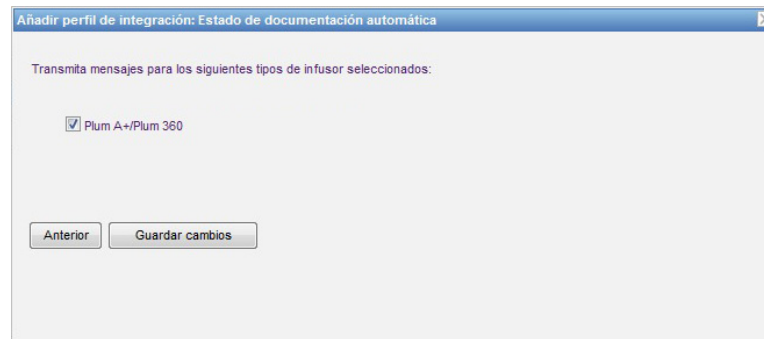 Añadir perfil de integración: Estado de documentación automática
Transmita mensajes para los siguientes tipos de infusor seleccionados:
Plum A+/Plum 360
Anterior
Guardar cambios